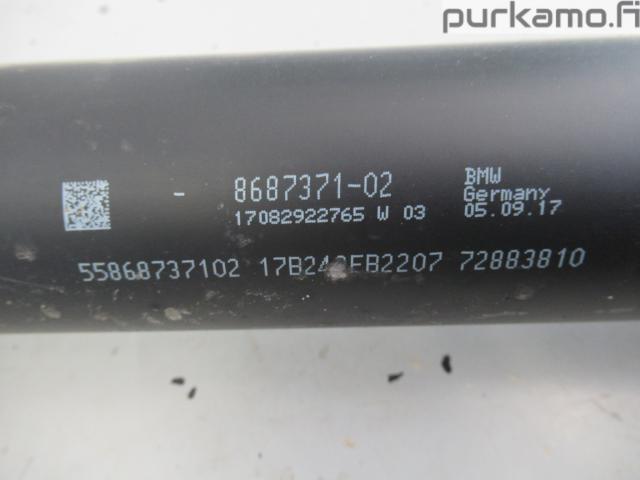 purkamo.fi
- 8687371-02
17082922765 W 03
BMW
Germany
05.09.17
55868737102 72883810